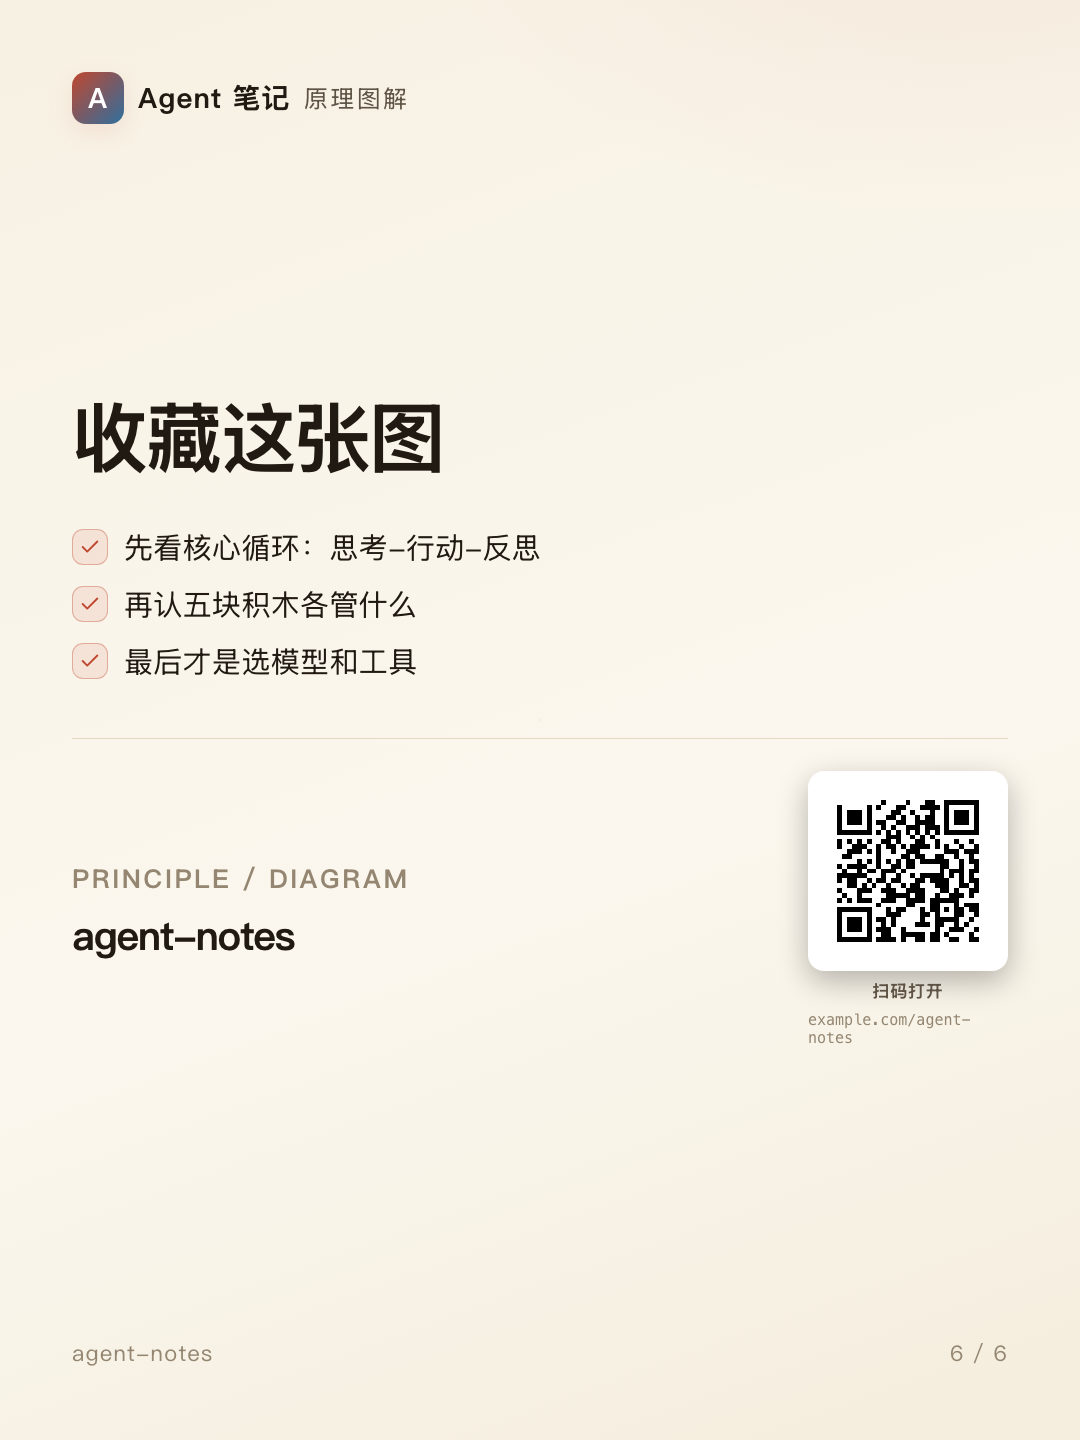 A Agent 笔记 原理图解
收藏这张图
先看核心循环：思考–行动–反思
再认五块积木各管什么
最后才是选模型和工具
PRINCIPLE / DIAGRAM
agent–notes
扫码打开
example.com/agent–
notes
agent–notes
6 / 6